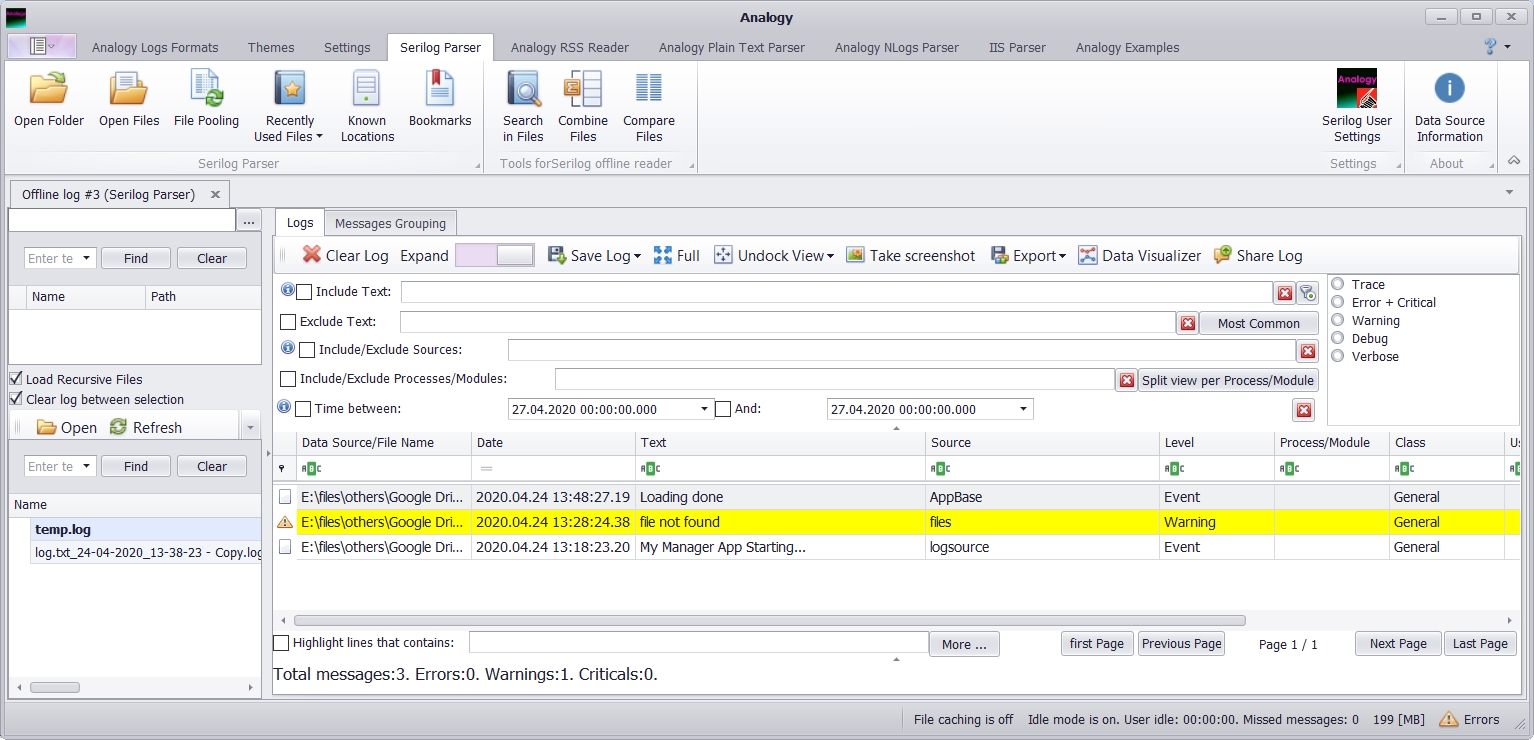 Analogy
Analogy Logs Formats Themes Settings Serilog Parser Analogy RSS Reader Analogy Plain Text Parser Analogy NLogs Parser IIS Parser Analogy Examples
Open Folder Open Files File Pooling Recently Used Files Known Locations Bookmarks Search in Files Combine Files Compare Files Analogy Serilog User Settings Data Source Information
Serilog Parser Tools forSerilog offline reader Settings About
Offline log #3 (Serilog Parser)
...
Enter te Find Clear
Name Path
Load Recursive Files
Clear log between selection
Open Refresh
Enter te Find Clear
Name
temp.log
log.txt_24-04-2020_13-38-23 - Copy.log
Logs Messages Grouping
Clear Log Expand Save Log Full Undock View Take screenshot Export Data Visualizer Share Log
Include Text:
Exclude Text: Most Common
Include/Exclude Sources:
Include/Exclude Processes/Modules: Split view per Process/Module
Time between: 27.04.2020 00:00:00.000 And: 27.04.2020 00:00:00.000
Trace
Error + Critical
Warning
Debug
Verbose
Data Source/File Name Date Text Source Level Process/Module Class Us
ABC = ABC ABC ABC ABC ABC
E:\files\others\Google Dri... 2020.04.24 13:48:27.19 Loading done AppBase Event General
E:\files\others\Google Dri... 2020.04.24 13:28:24.38 file not found files Warning General
E:\files\others\Google Dri... 2020.04.24 13:18:23.20 My Manager App Starting... logsource Event General
Highlight lines that contains: More ... first Page Previous Page Page 1 / 1 Next Page Last Page
Total messages:3. Errors:0. Warnings:1. Criticals:0.
File caching is off Idle mode is on. User idle: 00:00:00. Missed messages: 0 199 [MB] Errors